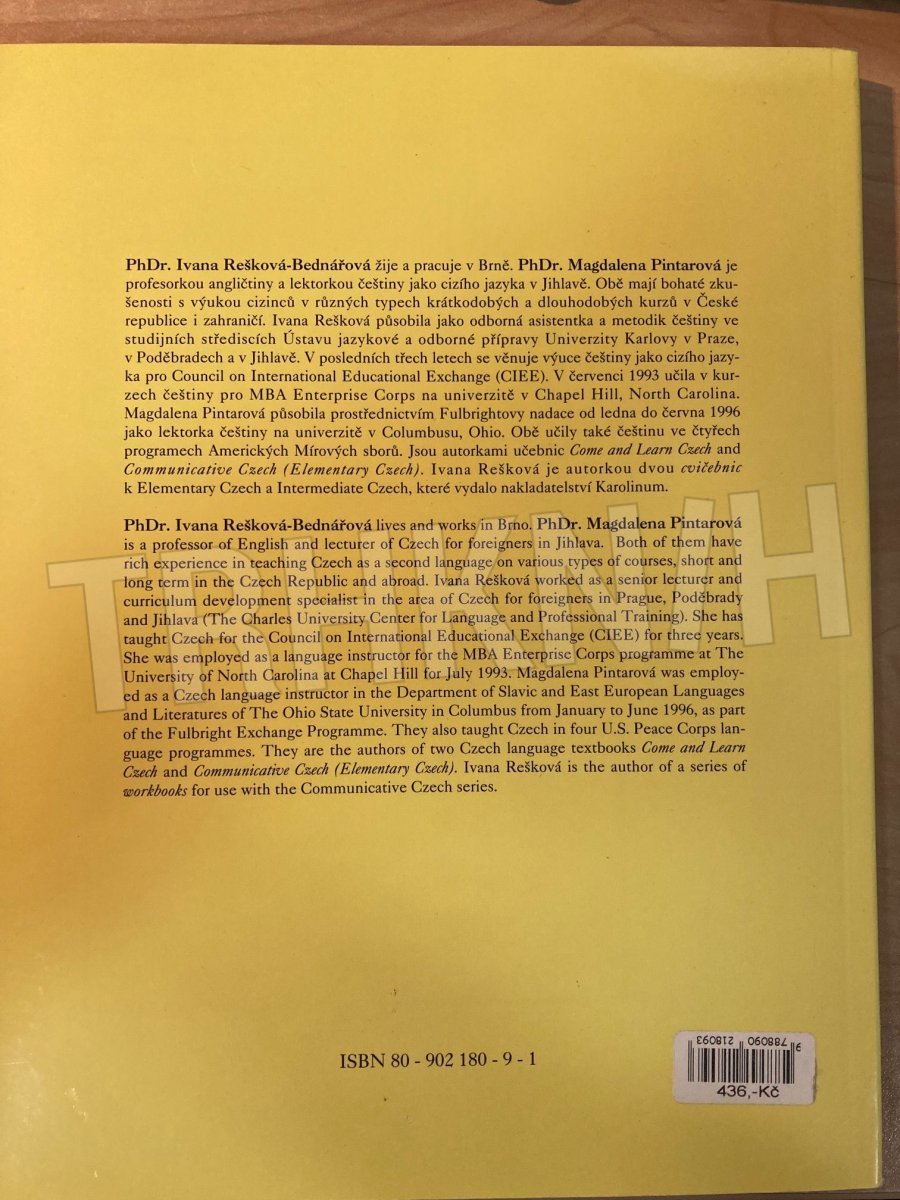 PhDr. Ivana Rešková-Bednářová žije a pracuje v Brně. PhDr. Magdalena Pintarová je
profesorkou angličtiny a lektorkou češtiny jako cizího jazyka v Jihlavě. Obě mají bohaté zku-
šenosti s výukou cizinců v různých typech krátkodobých a dlouhodobých kurzů v České
republice i zahraničí. Ivana Rešková působila jako odborná asistentka a metodik češtiny ve
studijních střediscích Ústavu jazykové a odborné přípravy Univerzity Karlovy v Praze,
v Poděbradech a v Jihlavě. V posledních třech letech se věnuje výuce češtiny jako cizího jazy-
ka pro Council on International Educational Exchange (CIEE). V červenci 1993 učila v kur-
zech češtiny pro MBA Enterprise Corps na univerzitě v Chapel Hill, North Carolina.
Magdalena Pintarová působila prostřednictvím Fulbrightovy nadace od ledna do června 1996
jako lektorka češtiny na univerzitě v Columbusu, Ohio. Obě učily také češtinu ve čtyřech
programech Amerických Mírových sborů. Jsou autorkami učebnic Come and Learn Czech and
Communicative Czech (Elementary Czech). Ivana Rešková je autorkou dvou cvičebnic
k Elementary Czech a Intermediate Czech, které vydalo nakladatelství Karolinum.
PhDr. Ivana Rešková-Bednářová lives and works in Brno. PhDr. Magdalena Pintarová
is a professor of English and lecturer of Czech for foreigners in Jihlava. Both of them have
rich experience in teaching Czech as a second language on various types of courses, short and
long term in the Czech Republic and abroad. Ivana Rešková worked as a senior lecturer and
curriculum development specialist in the area of Czech for foreigners in Prague, Poděbrady
and Jihlava (The Charles University Center for Language and Professional Training). She has
taught Czech for the Council on International Educational Exchange (CIEE) for three years.
She was employed as a language instructor for the MBA Enterprise Corps programme at The
University of North Carolina at Chapel Hill for July 1993. Magdalena Pintarová was employ-
ed as a Czech language instructor in the Department of Slavic and East European Languages
and Literatures of The Ohio State University in Columbus from January to June 1996, as part
of the Fulbright Exchange Programme. They also taught Czech in four U.S. Peace Corps lan-
guage programmes. They are the authors of two Czech language textbooks Come and Learn
Czech and Communicative Czech (Elementary Czech). Ivana Rešková is the author of a series of
workbooks for use with the Communicative Czech series.
TRH KNIH
ISBN 80 - 902 180 - 9 - 1
9 788090 218093
436,-Kč